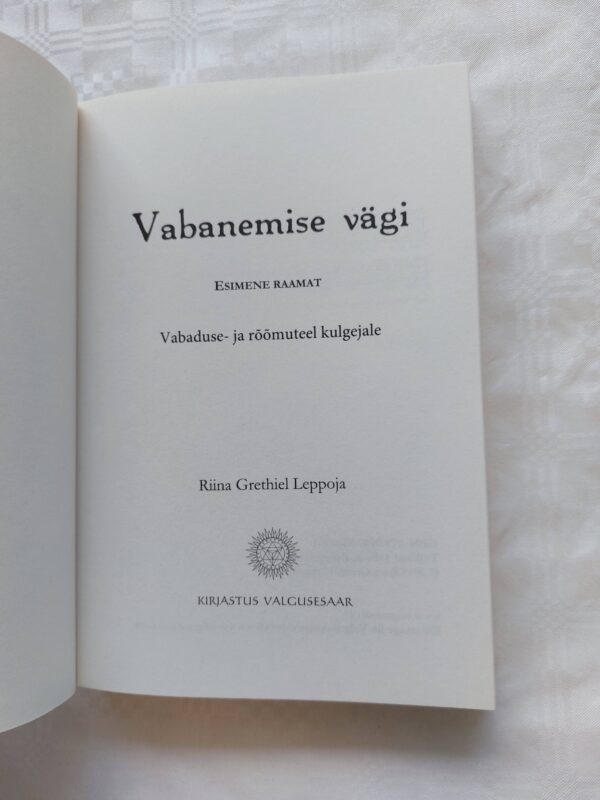 Vabanemise vägi
ESIMENE RAAMAT
Vabaduse- ja rõõmuteel kulgejale
Riina Grethiel Leppoja
KIRJASTUS VALGUSESAAR